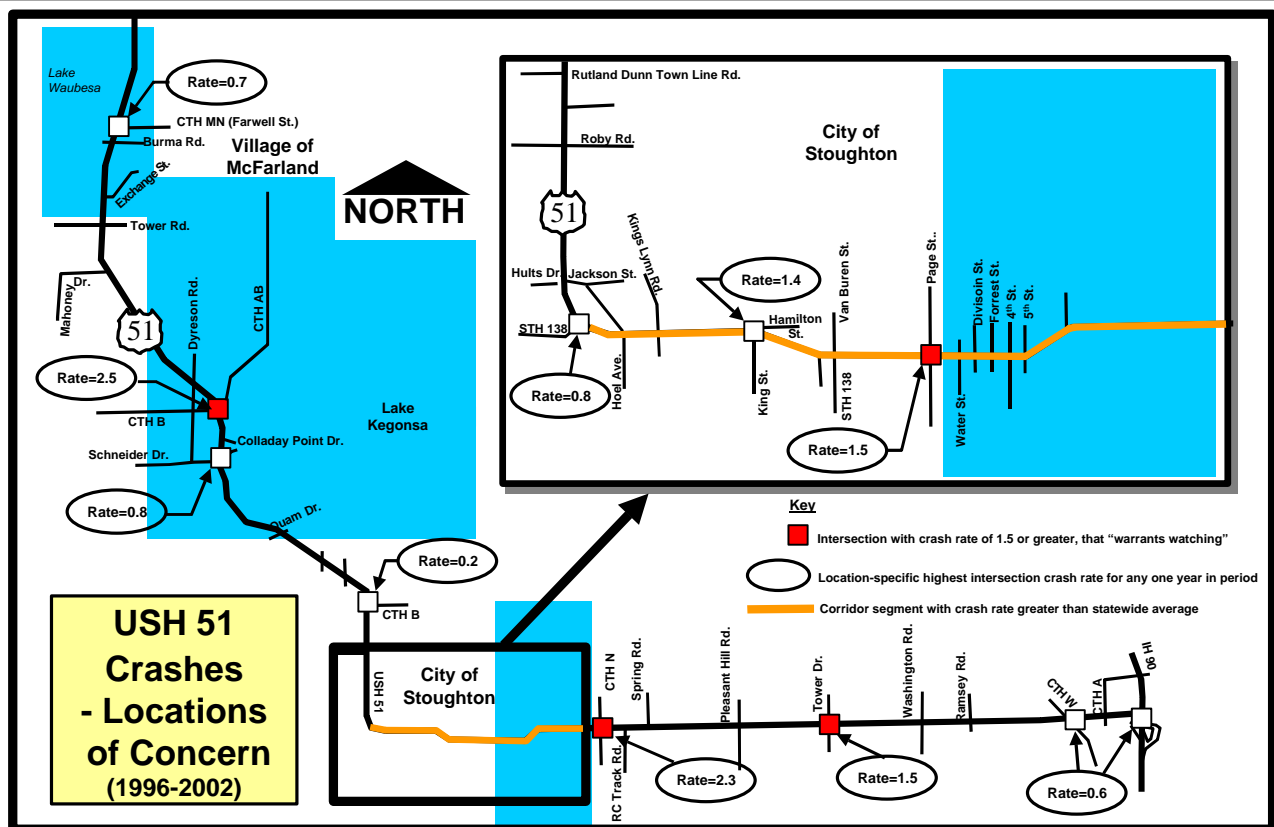 Lake
Waubesa
Rate=0.7
CTH MN (Farwell St.)
Burma Rd.
Village of
McFarland
Exchange St.
Tower Rd.
NORTH
Mahoney Dr.
51
Dyreson Rd.
CTH AB
Rate=2.5
CTH B
Lake
Kegonsa
Colladay Point Dr.
Schneider Dr.
Rate=0.8
Quam Dr.
Rate=0.2
CTH B
Rutland Dunn Town Line Rd.
Roby Rd.
City of
Stoughton
51
Kings Lynn Rd.
Hults Dr.
Jackson St.
STH 138
Rate=0.8
Hoel Ave.
Rate=1.4
Hamilton
St.
King St.
Van Buren St.
STH 138
Page St..
Rate=1.5
Water St.
Divisoin St.
Forrest St.
4th St.
5th St.
Key
Intersection with crash rate of 1.5 or greater, that “warrants watching”
Location-specific highest intersection crash rate for any one year in period
Corridor segment with crash rate greater than statewide average
USH 51
Crashes
- Locations
of Concern
(1996-2002)
USH 51
City of
Stoughton
CTH N
Spring Rd.
RC Track Rd.
Rate=2.3
Pleasant Hill Rd.
Tower Dr.
Rate=1.5
Washington Rd.
Ramsey Rd.
CTH W
CTH A
IH 90
Rate=0.6